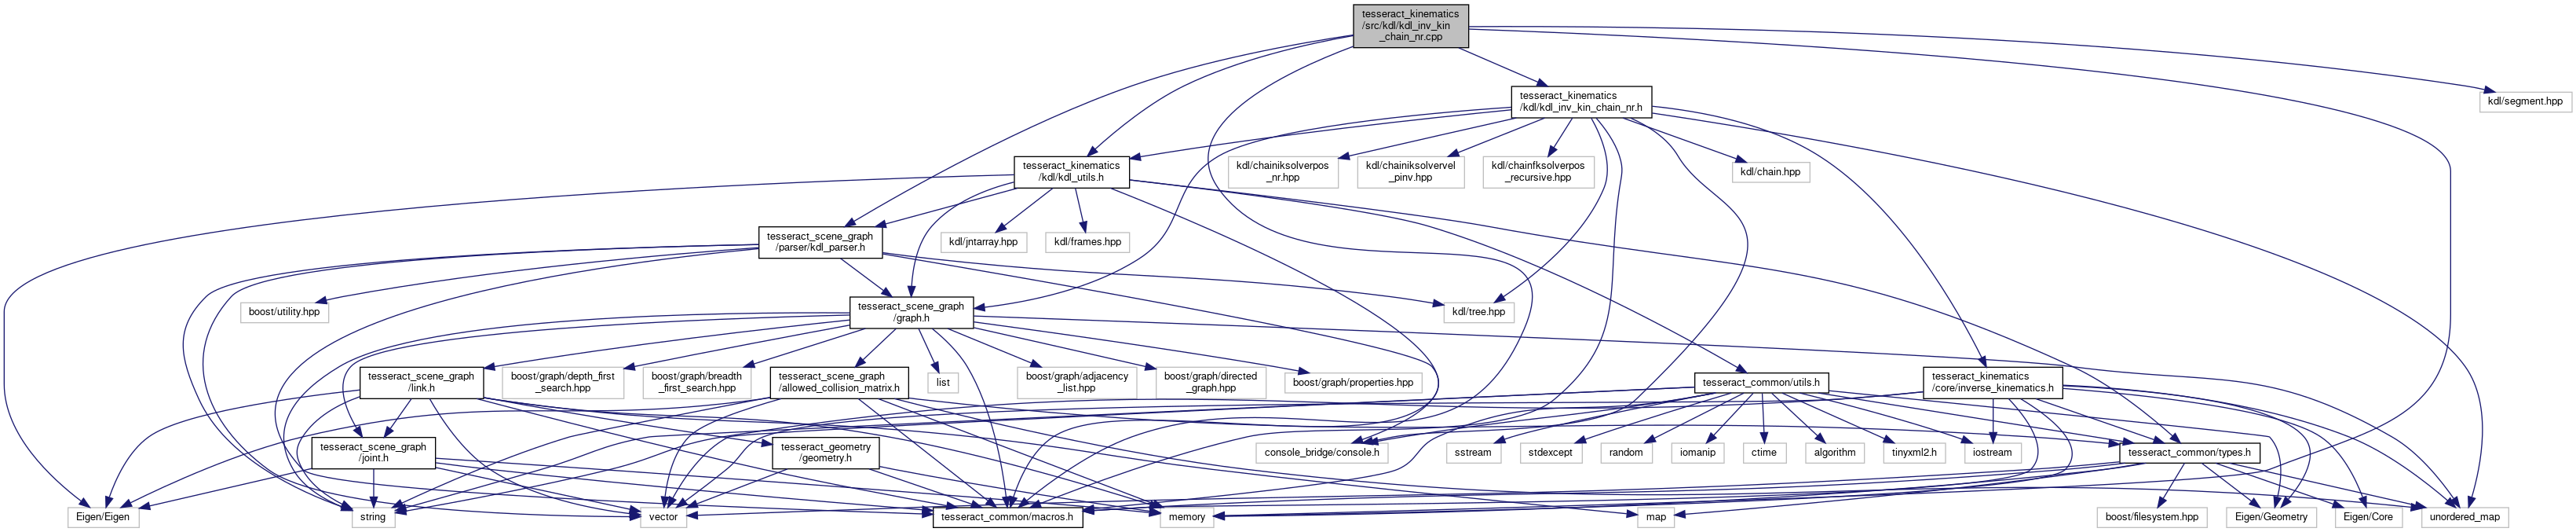 tesseract_kinematics
/src/kdl/kdl_inv_kin
_chain_nr.cpp
tesseract_kinematics
/kdl/kdl_inv_kin_chain_nr.h
kdl/segment.hpp
tesseract_kinematics
/kdl/kdl_utils.h
kdl/chainiksolverpos
_nr.hpp
kdl/chainiksolvervel
_pinv.hpp
kdl/chainfksolverpos
_recursive.hpp
kdl/chain.hpp
tesseract_scene_graph
/parser/kdl_parser.h
kdl/jntarray.hpp
kdl/frames.hpp
boost/utility.hpp
tesseract_scene_graph
/graph.h
kdl/tree.hpp
tesseract_scene_graph
/link.h
boost/graph/depth_first
_search.hpp
boost/graph/breadth
_first_search.hpp
tesseract_scene_graph
/allowed_collision_matrix.h
list
boost/graph/adjacency
_list.hpp
boost/graph/directed
_graph.hpp
boost/graph/properties.hpp
tesseract_common/utils.h
tesseract_kinematics
/core/inverse_kinematics.h
tesseract_scene_graph
/joint.h
tesseract_geometry
/geometry.h
console_bridge/console.h
sstream
stdexcept
random
iomanip
ctime
algorithm
tinyxml2.h
iostream
tesseract_common/types.h
Eigen/Eigen
string
vector
tesseract_common/macros.h
memory
map
boost/filesystem.hpp
Eigen/Geometry
Eigen/Core
unordered_map